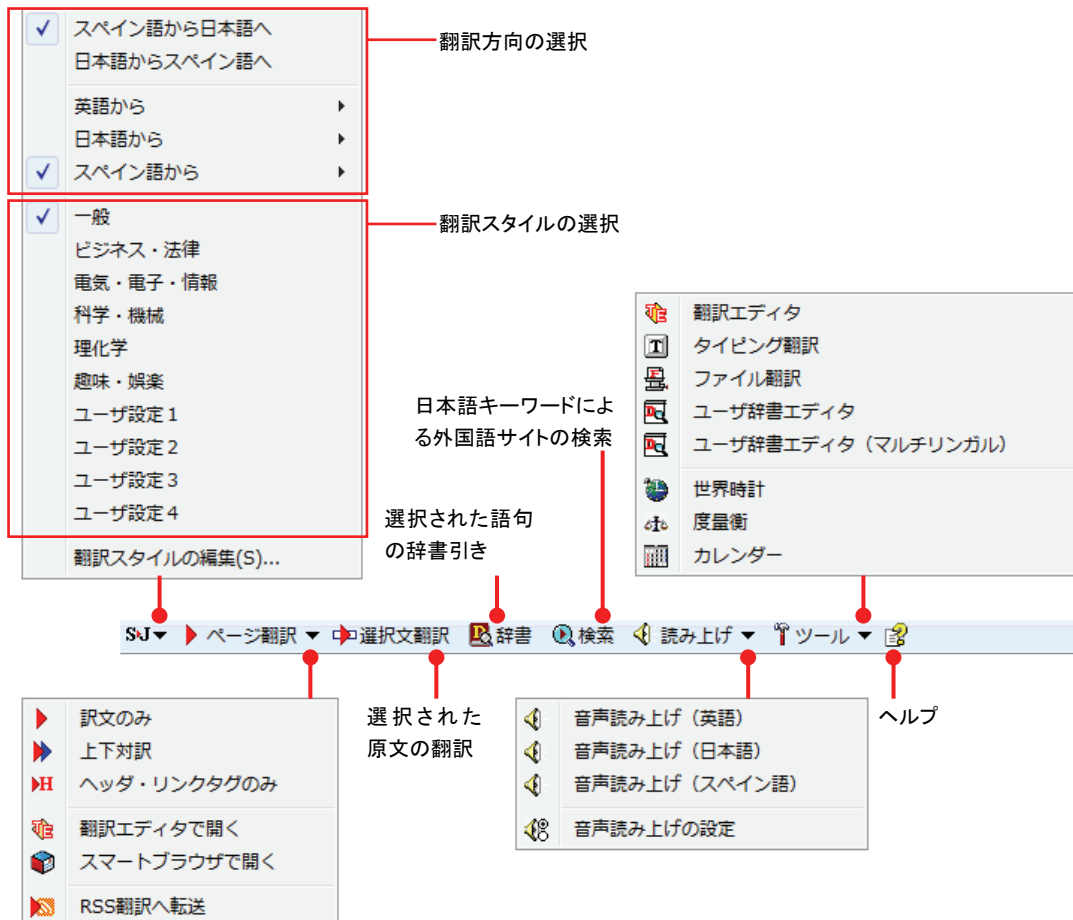 スペイン語から日本語へ
日本語からスペイン語へ
英語から
日本語から
スペイン語から
翻訳方向の選択
一般
ビジネス・法律
電気・電子・情報
科学・機械
理化学
趣味・娯楽
ユーザ設定1
ユーザ設定2
ユーザ設定3
ユーザ設定4
翻訳スタイルの編集(S)...
翻訳スタイルの選択
日本語キーワードによ
る外国語サイトの検索
選択された語句
の辞書引き
翻訳エディタ
タイピング翻訳
ファイル翻訳
ユーザ辞書エディタ
ユーザ辞書エディタ（マルチリンガル）
世界時計
度量衡
カレンダー
SJ ページ翻訳 選択文翻訳 辞書 検索 読み上げ ツール
訳文のみ
上下対訳
ヘッダ・リンクタグのみ
翻訳エディタで開く
スマートブラウザで開く
RSS翻訳へ転送
選択された
原文の翻訳
音声読み上げ（英語）
音声読み上げ（日本語）
音声読み上げ（スペイン語）
音声読み上げの設定
ヘルプ